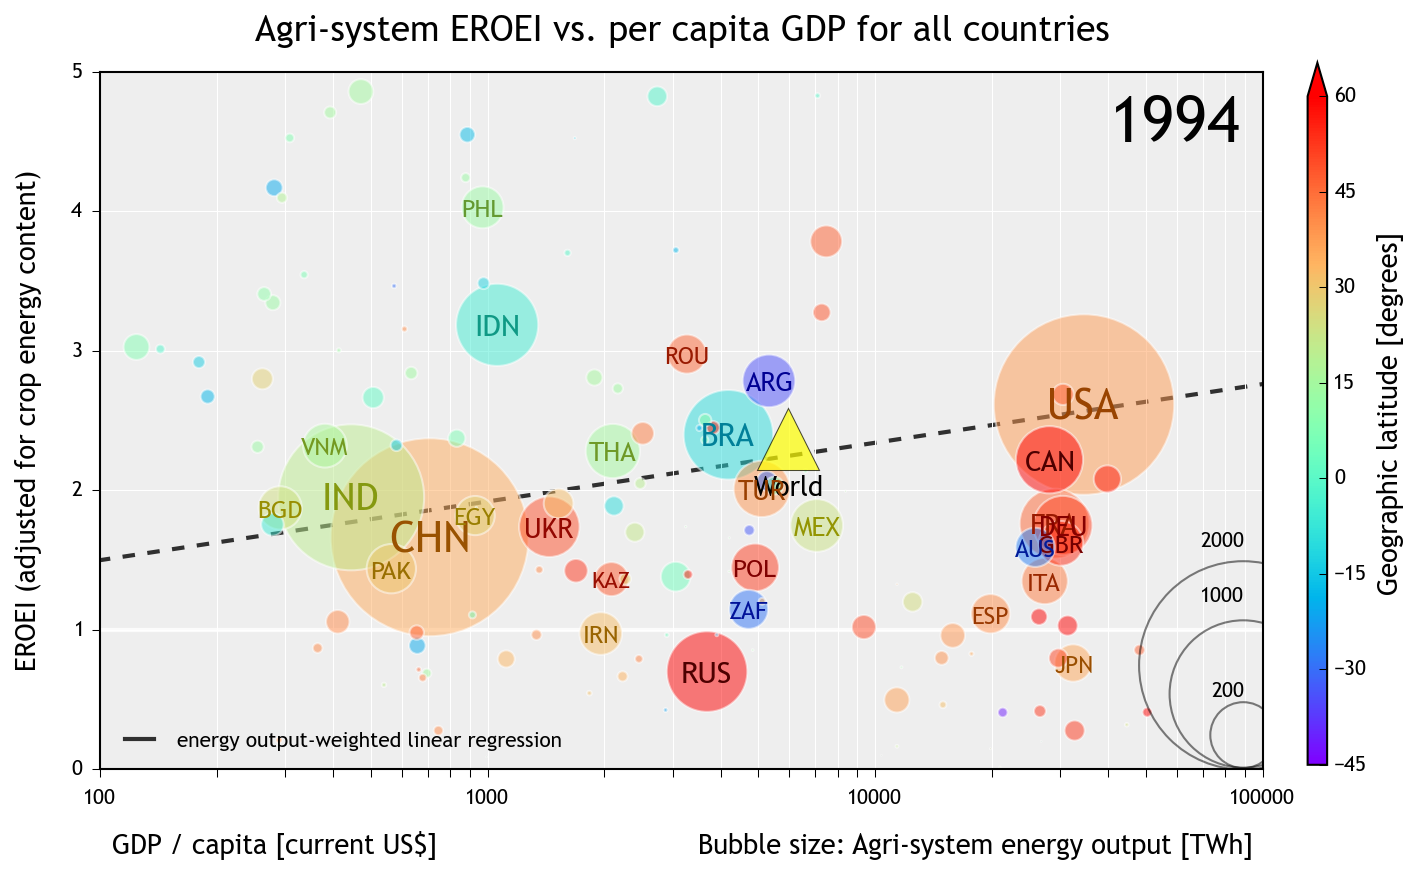 Agri-system EROEI vs. per capita GDP for all countries
1994
EROEI (adjusted for crop energy content)
5
4
3
2
1
0
PHL
IDN
ROU
ARG
USA
BRA
VNM
THA
CAN
IND
World
TUR
BGD
EGY
CHN
UKR
MEX
FRA
DEU
GBR
AUS
PAK
KAZ
POL
ITA
ZAF
ESP
IRN
JPN
RUS
2000
1000
200
energy output-weighted linear regression
100
1000
10000
100000
GDP / capita [current US$]
Bubble size: Agri-system energy output [TWh]
60
45
30
15
0
−15
−30
−45
Geographic latitude [degrees]